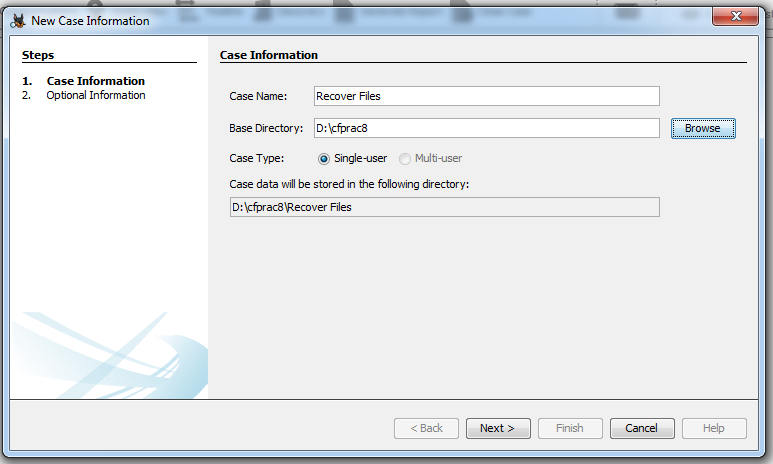 New Case Information
Steps
1. Case Information
2. Optional Information
Case Information
Case Name: Recover Files
Base Directory: D:\cfprac8 Browse
Case Type: Single-user Multi-user
Case data will be stored in the following directory:
D:\cfprac8\Recover Files
< Back Next > Finish Cancel Help